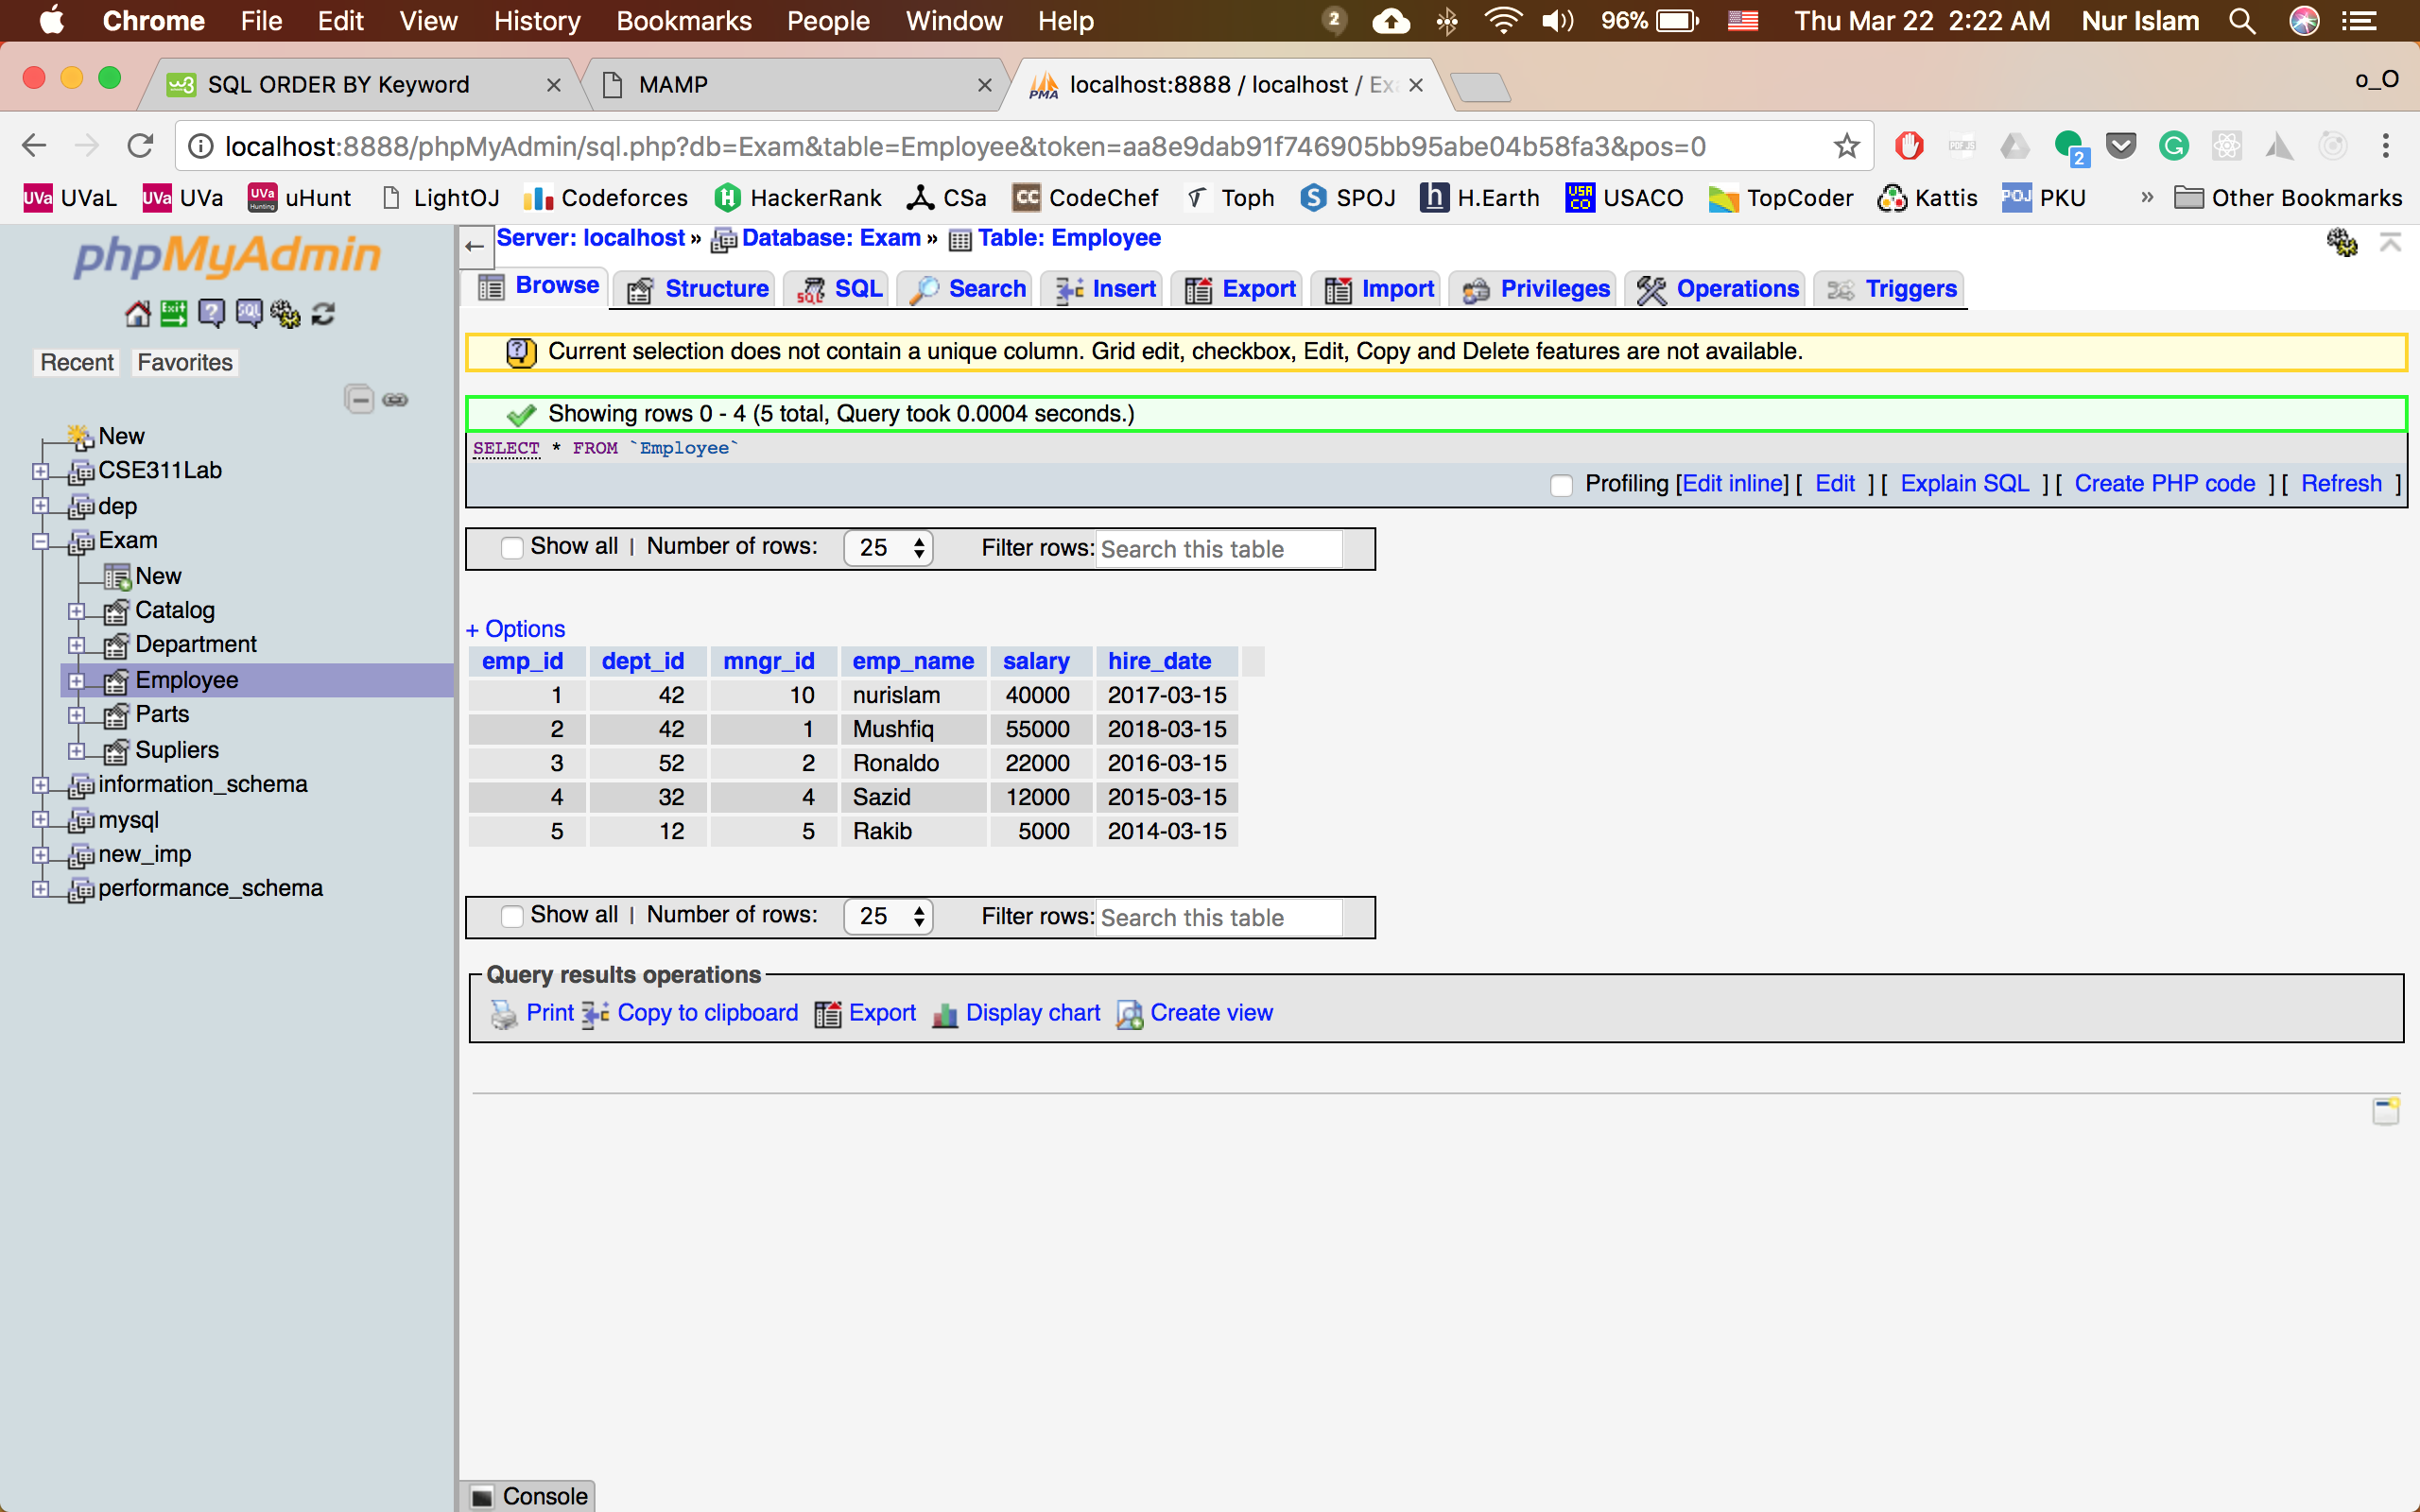 Chrome File Edit View History Bookmarks People Window Help 2 96% Thu Mar 22 2:22 AM Nur Islam
SQL ORDER BY Keyword MAMP localhost:8888 / localhost / Ex o_O
localhost:8888/phpMyAdmin/sql.php?db=Exam&table=Employee&token=aa8e9dab91f746905bb95abe04b58fa3&pos=0 2
UVa UVaL UVa UVa UVa uHunt LightOJ Codeforces HackerRank CSa CC CodeChef Toph SPOJ h H.Earth USACO USACO TopCoder Kattis POJ PKU » Other Bookmarks
phpMyAdmin
Recent Favorites
New
CSE311Lab
dep
Exam
New
Catalog
Department
Employee
Parts
Supliers
information_schema
mysql
new_imp
performance_schema
← Server: localhost » Database: Exam » Table: Employee
Browse Structure SQL Search Insert Export Import Privileges Operations Triggers
Current selection does not contain a unique column. Grid edit, checkbox, Edit, Copy and Delete features are not available.
Showing rows 0 - 4 (5 total, Query took 0.0004 seconds.)
SELECT * FROM `Employee`
Profiling [Edit inline] [ Edit ] [ Explain SQL ] [ Create PHP code ] [ Refresh ]
Show all | Number of rows: 25 Filter rows: Search this table
+ Options
emp_id dept_id mngr_id emp_name salary hire_date
1 42 10 nurislam 40000 2017-03-15
2 42 1 Mushfiq 55000 2018-03-15
3 52 2 Ronaldo 22000 2016-03-15
4 32 4 Sazid 12000 2015-03-15
5 12 5 Rakib 5000 2014-03-15
Show all | Number of rows: 25 Filter rows: Search this table
Query results operations
Print Copy to clipboard Export Display chart Create view
Console